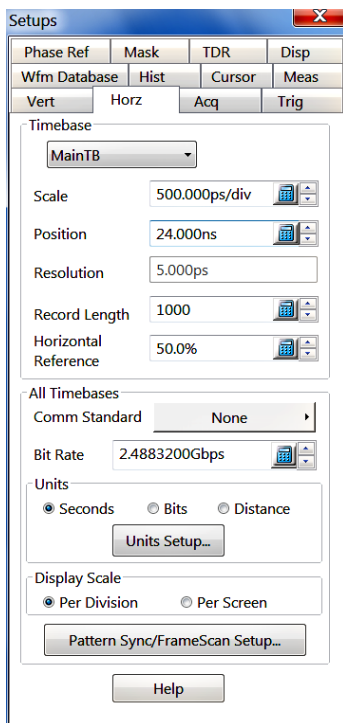 Setups
Phase Ref Mask TDR Disp
Wfm Database Hist Cursor Meas
Vert Horz Acq Trig
Timebase
MainTB
Scale 500.000ps/div
Position 24.000ns
Resolution 5.000ps
Record Length 1000
Horizontal
Reference 50.0%
All Timebases
Comm Standard None
Bit Rate 2.4883200Gbps
Units
Seconds Bits Distance
Units Setup...
Display Scale
Per Division Per Screen
Pattern Sync/FrameScan Setup...
Help